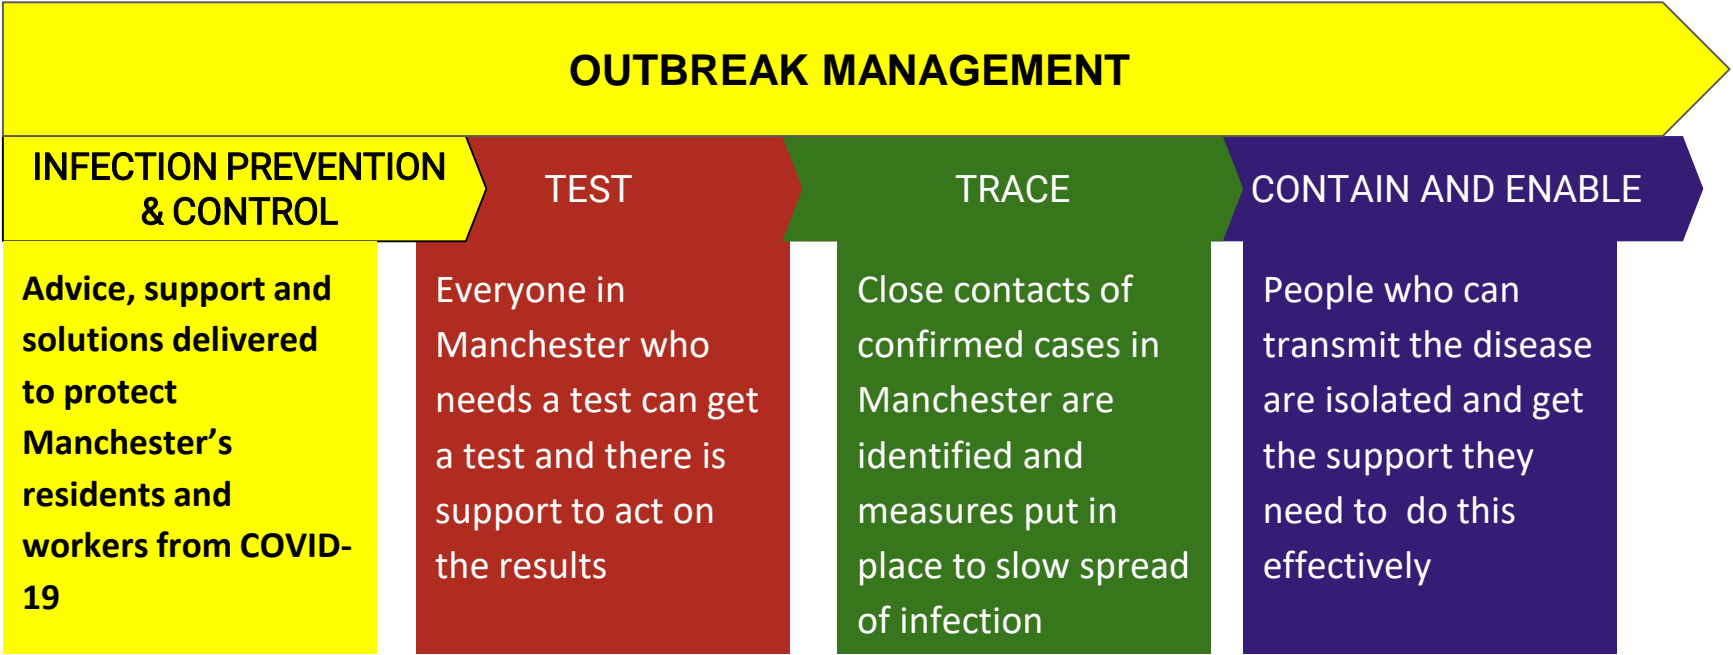 OUTBREAK MANAGEMENT
INFECTION PREVENTION
& CONTROL
TEST
TRACE
CONTAIN AND ENABLE
Advice, support and
solutions delivered
to protect
Manchester’s
residents and
workers from COVID-
19
Everyone in
Manchester who
needs a test can get
a test and there is
support to act on
the results
Close contacts of
confirmed cases in
Manchester are
identified and
measures put in
place to slow spread
of infection
People who can
transmit the disease
are isolated and get
the support they
need to  do this
effectively